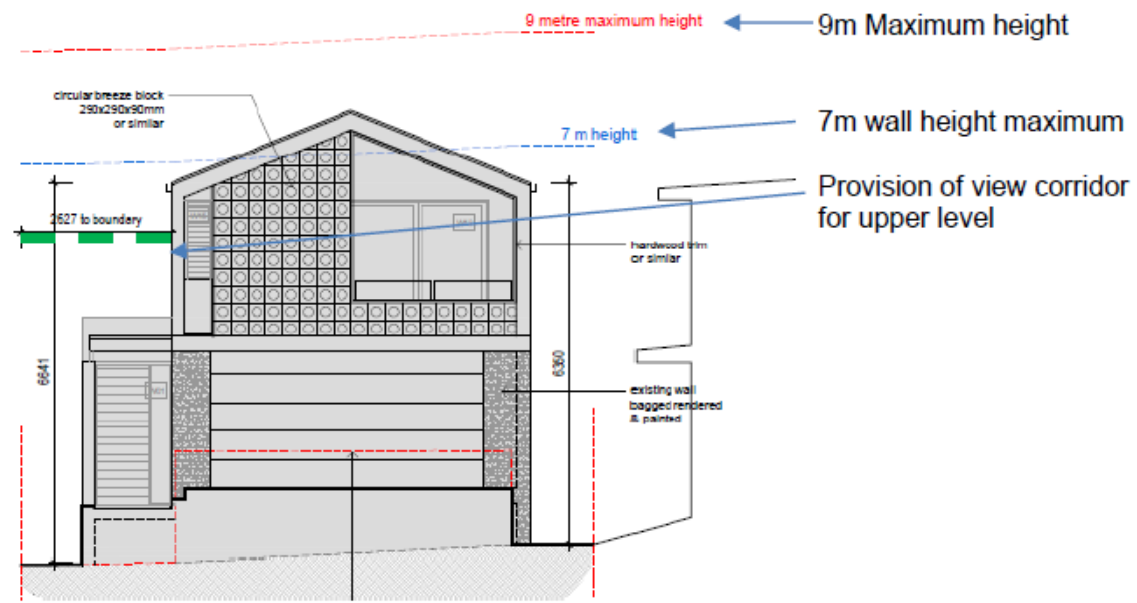 9 metre maximum height
9m Maximum height
circular breeze block
290x290x90mm
or similar
7 m height
7m wall height maximum
Provision of view corridor
for upper level
2627 to boundary
hardwood trim
or similar
6641
6350
existing wall
bagged rendered
& painted